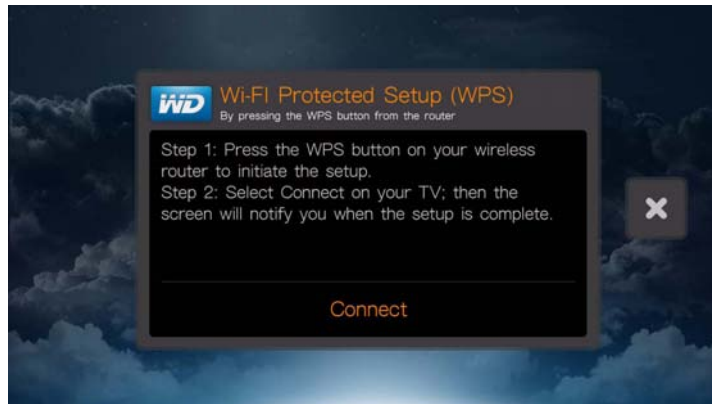 WD
Wi-FI Protected Setup (WPS)
By pressing the WPS button from the router
Step 1: Press the WPS button on your wireless
router to initiate the setup.
Step 2: Select Connect on your TV; then the
screen will notify you when the setup is complete.
Connect